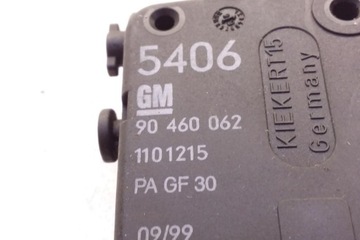 5406
GM
90 460 062
1101215
PA GF 30
09/99
KIEKERT15
Germany